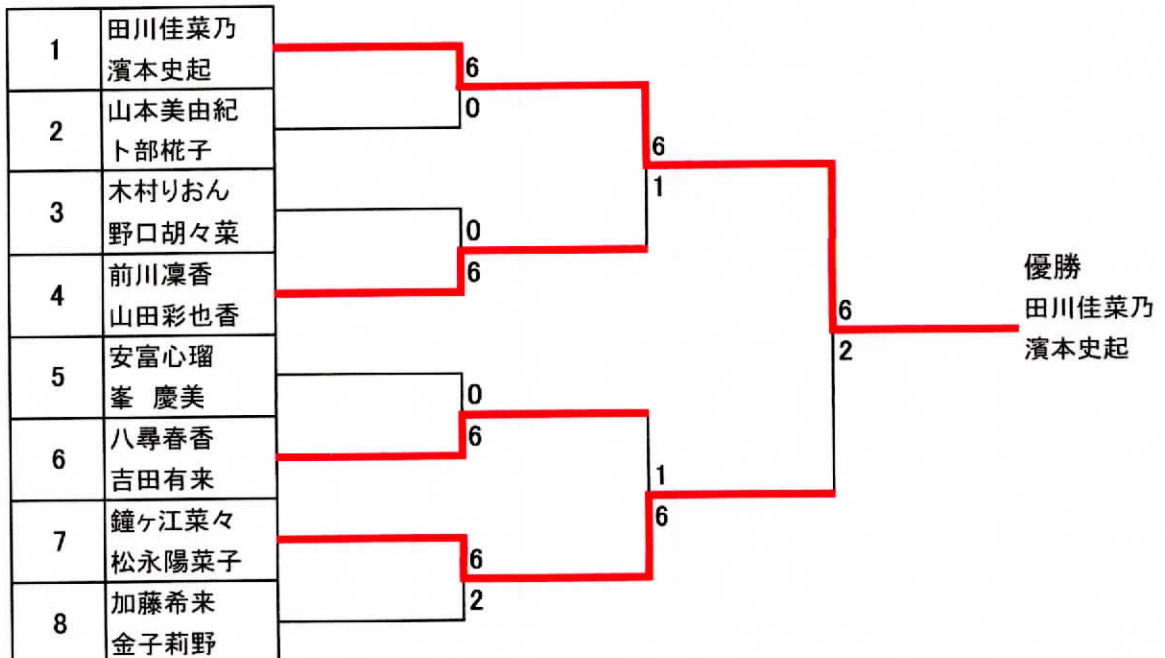 1
田川佳菜乃
濱本史起
2
山本美由紀
卜部椛子
3
木村りおん
野口胡々菜
4
前川凜香
山田彩也香
5
安富心瑠
峯 慶美
6
八尋春香
吉田有来
7
鐘ヶ江菜々
松永陽菜子
8
加藤希来
金子莉野
6
0
0
6
0
6
6
2
6
1
1
6
6
2
優勝
田川佳菜乃
濱本史起